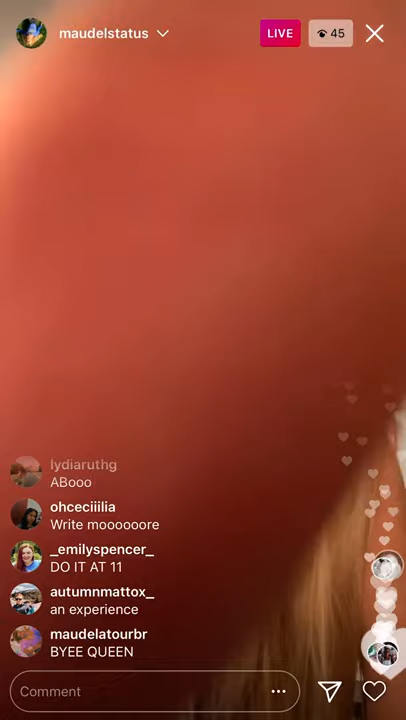 maudelstatus
LIVE
45
lydiaruthg
ABooo
ohceciiilia
Write moooooore
_emilyspencer_
DO IT AT 11
autumnmattox_
an experience
maudelatourbr
BYEE QUEEN
Comment